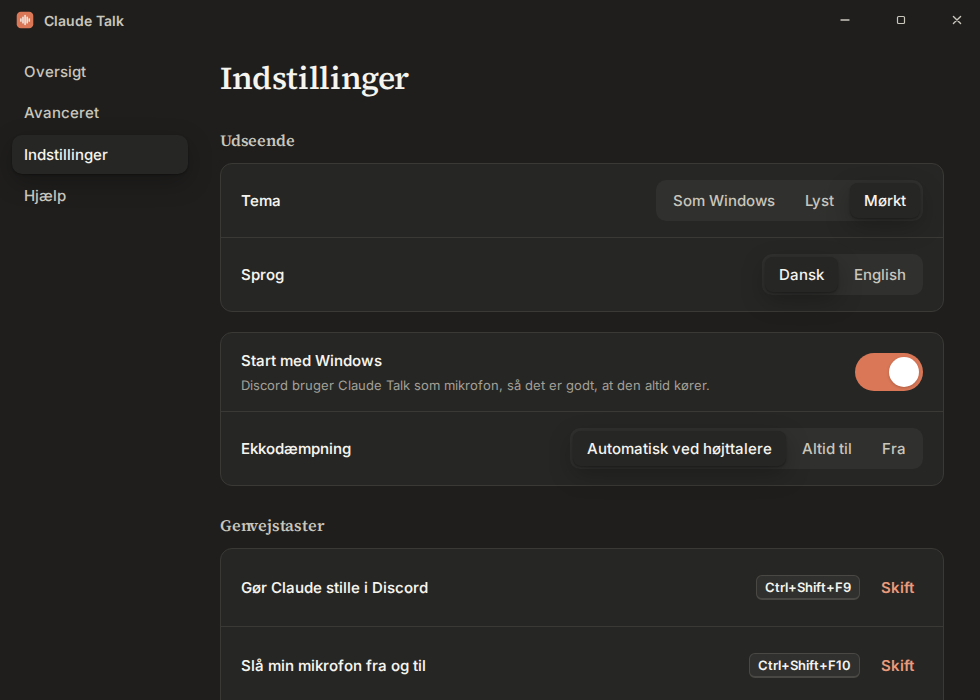 Claude Talk
Oversigt
Avanceret
Indstillinger
Hjælp
Indstillinger
Udseende
Tema
Som Windows Lyst Mørkt
Sprog
Dansk English
Start med Windows
Discord bruger Claude Talk som mikrofon, så det er godt, at den altid kører.
Ekkodæmpning
Automatisk ved højttalere Altid til Fra
Genvejstaster
Gør Claude stille i Discord
Ctrl+Shift+F9 Skift
Slå min mikrofon fra og til
Ctrl+Shift+F10 Skift